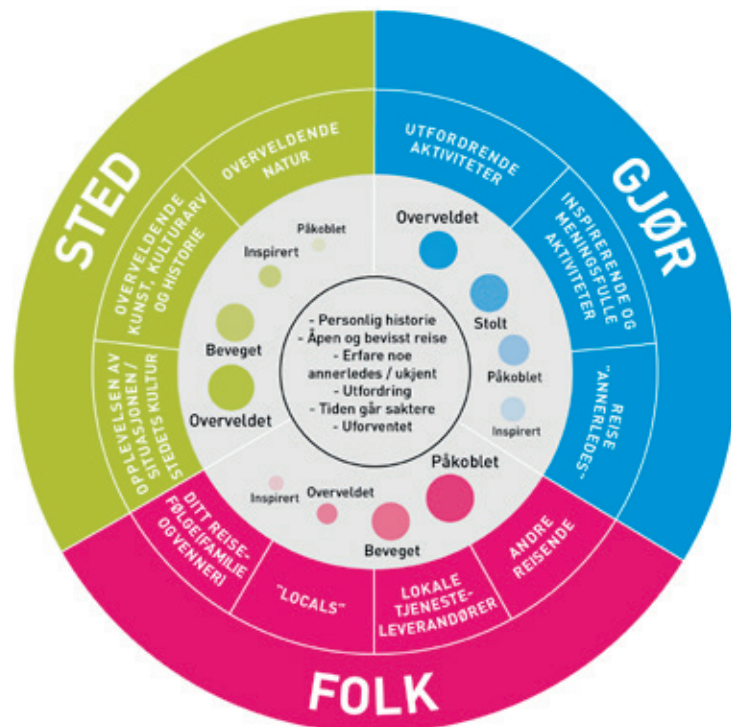 STED
OVERVELDENDE
NATUR
OVERVELDENDE
KUNST, KULTURARV
OG HISTORIE
OPPLEVELSEN AV
SITUASJONEN /
STEDETS KULTUR
Påkoblet
Inspirert
Beveget
Overveldet
GJØR
UTFORDRENDE
AKTIVITETER
INSPIRERENDE OG
MENINGSFULLE
AKTIVITETER
REISE
"ANNERLEDES"
Overveldet
Stolt
Påkoblet
Inspirert
- Personlig historie
- Åpen og bevisst reise
- Erfare noe
annerledes / ukjent
- Utfordring
- Tiden går saktere
- Uforventet
Inspirert
Overveldet
Beveget
Påkoblet
DITT REISE-
FØLGE(FAMILIE
OG VENNER)
"LOCALS"
LOKALE
TJENESTE-
LEVERANDØRER
ANDRE
REISENDE
FOLK